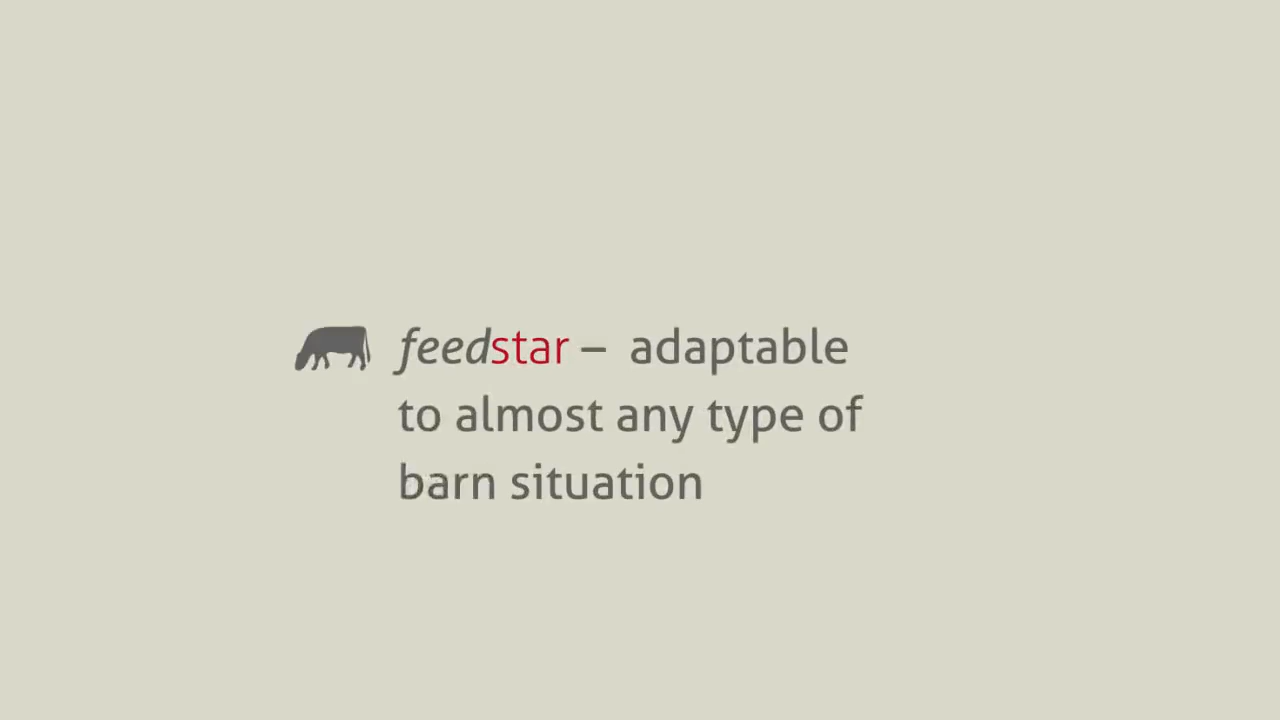 feedstar – adaptable
to almost any type of
barn situation